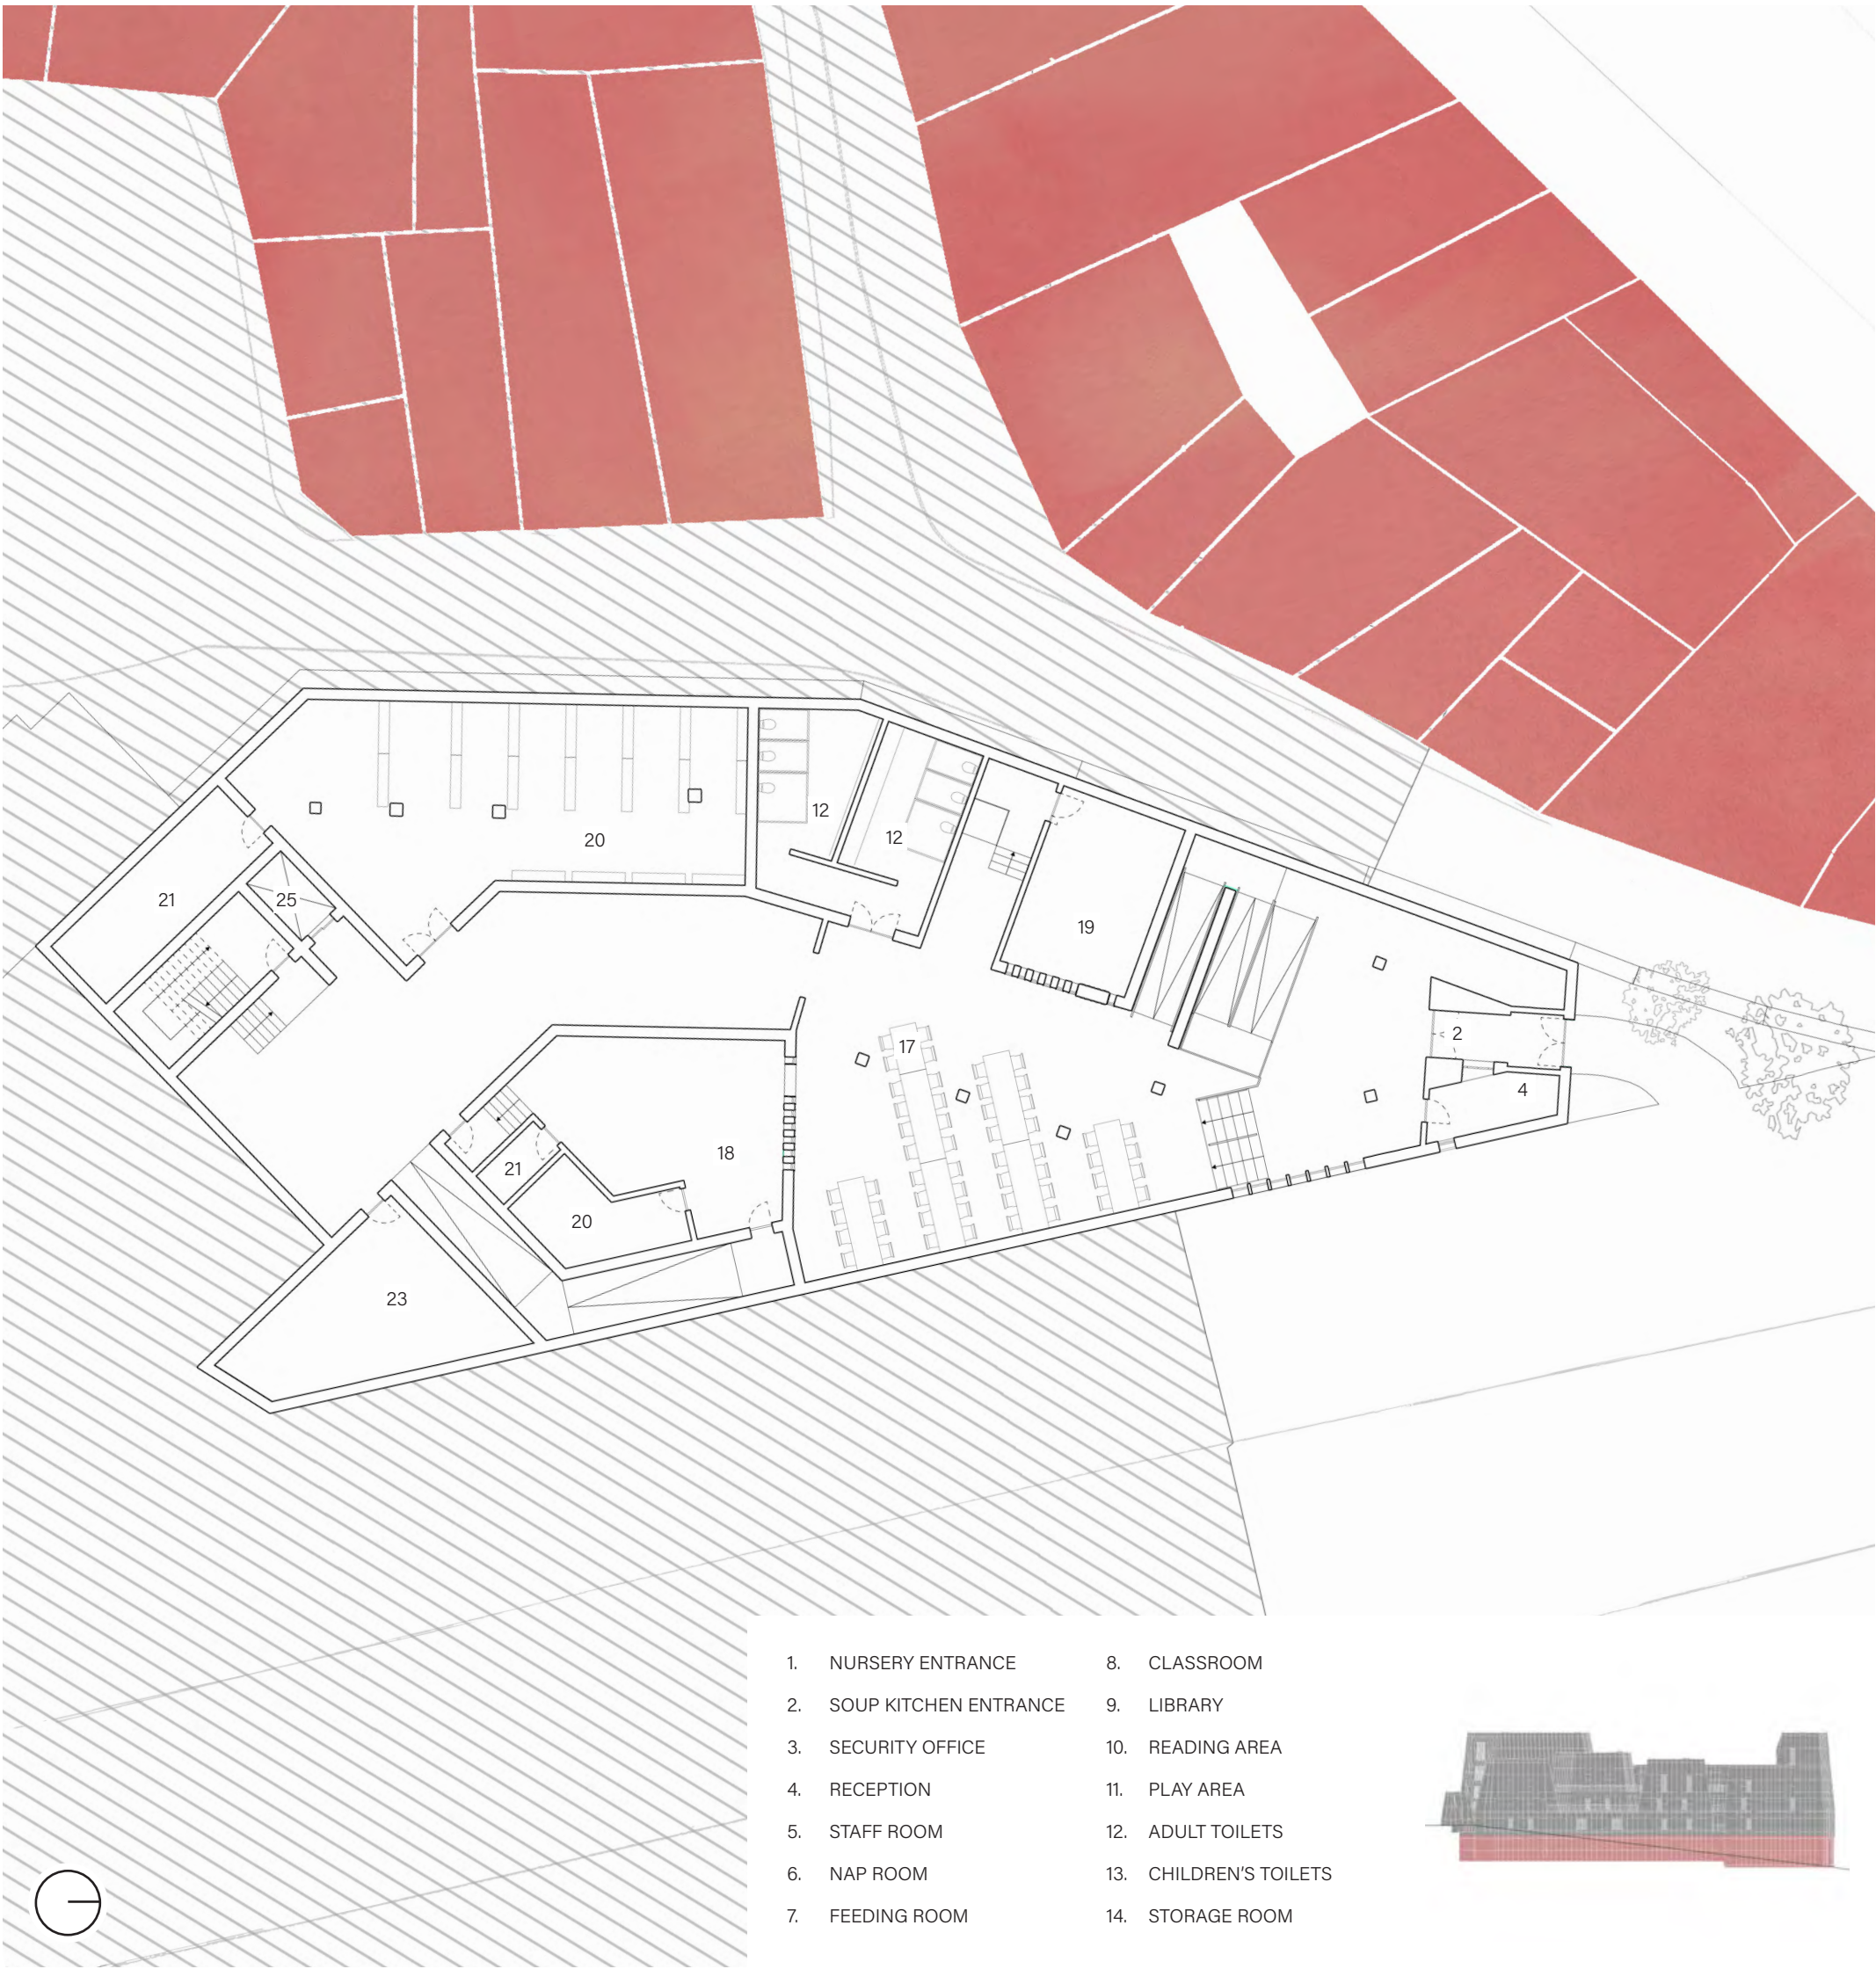 20
12
12
21
25
19
17
2
4
18
21
20
23
1. NURSERY ENTRANCE
2. SOUP KITCHEN ENTRANCE
3. SECURITY OFFICE
4. RECEPTION
5. STAFF ROOM
6. NAP ROOM
7. FEEDING ROOM
8. CLASSROOM
9. LIBRARY
10. READING AREA
11. PLAY AREA
12. ADULT TOILETS
13. CHILDREN'S TOILETS
14. STORAGE ROOM